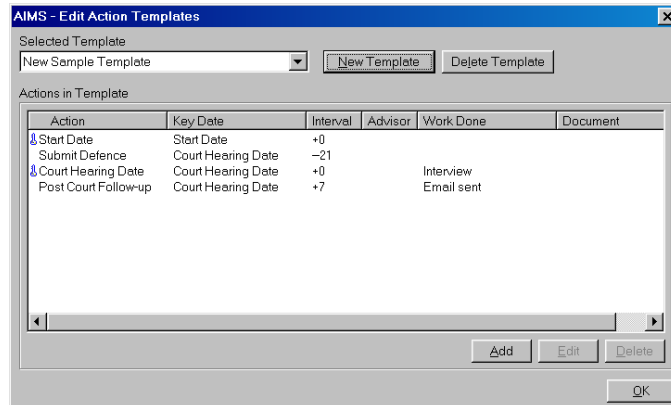 AIMS - Edit Action Templates
Selected Template
New Sample Template New Template Delete Template
Actions in Template
Action Key Date Interval Advisor Work Done Document
Start Date Start Date +0
Submit Defence Court Hearing Date −21
Court Hearing Date Court Hearing Date +0 Interview
Post Court Follow-up Court Hearing Date +7 Email sent
Add Edit Delete
OK